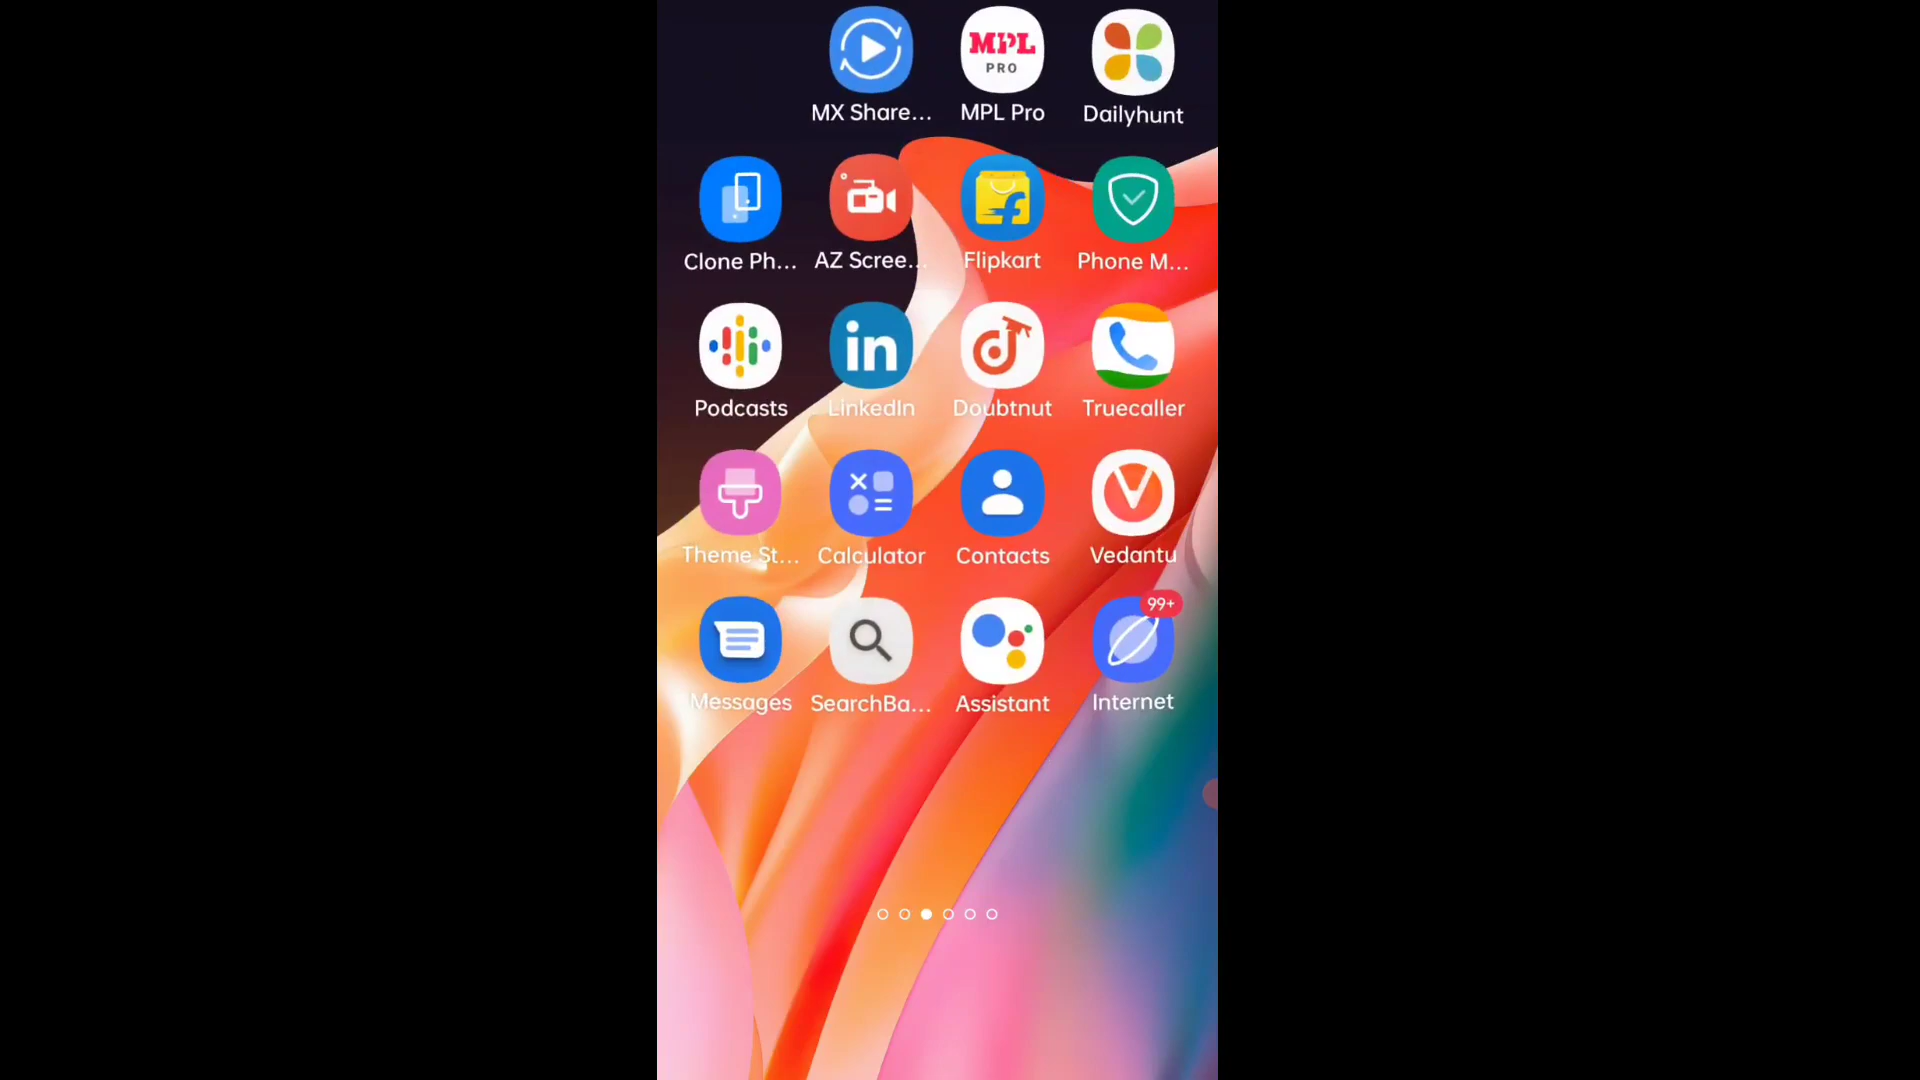 MPL
PRO
MX Share... MPL Pro Dailyhunt
Clone Ph... AZ Scree... Flipkart Phone M...
in
Podcasts LinkedIn Doubtnut Truecaller
Theme St... Calculator Contacts Vedantu
99+
Messages SearchBa... Assistant Internet